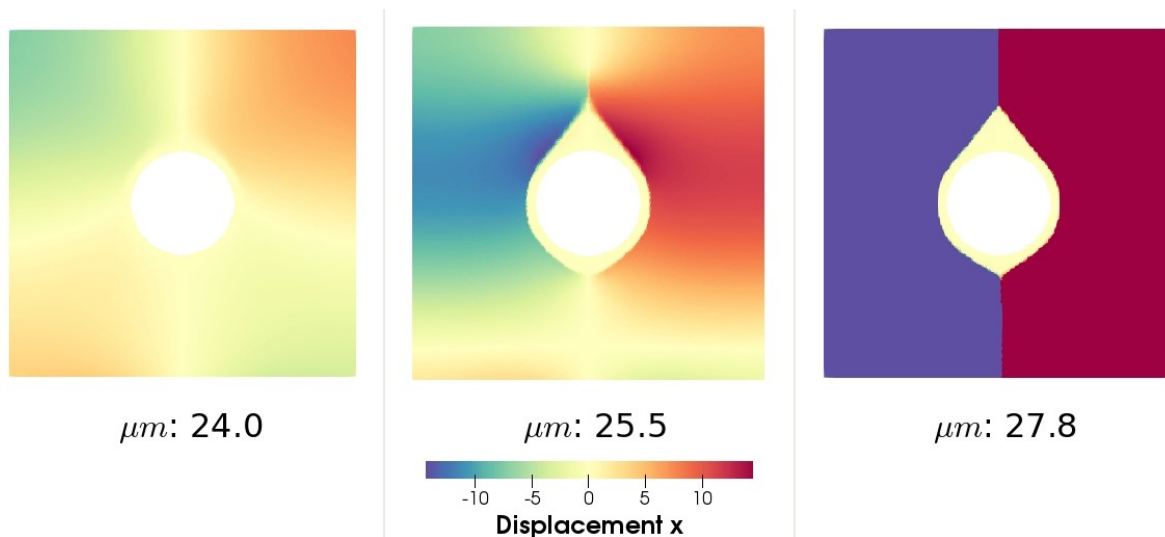 μm: 24.0
μm: 25.5
μm: 27.8
-10 -5 0 5 10
Displacement x